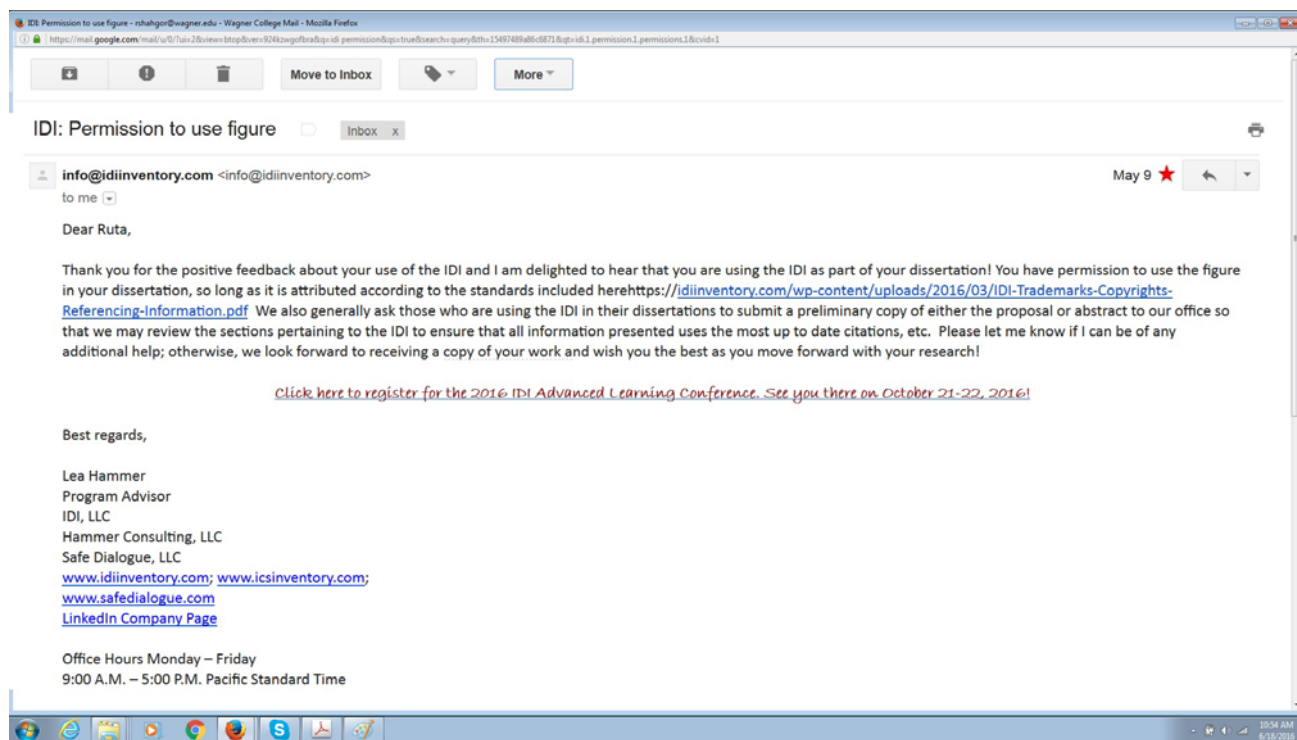 IDI: Permission to use figure - rshahgor@wagner.edu - Wagner College Mail - Mozilla Firefox
Move to Inbox
More
IDI: Permission to use figure Inbox x
info@idiinventory.com <info@idiinventory.com> May 9
to me
Dear Ruta,
Thank you for the positive feedback about your use of the IDI and I am delighted to hear that you are using the IDI as part of your dissertation! You have permission to use the figure
in your dissertation, so long as it is attributed according to the standards included herehttps://idiinventory.com/wp-content/uploads/2016/03/IDI-Trademarks-Copyrights-
Referencing-Information.pdf We also generally ask those who are using the IDI in their dissertations to submit a preliminary copy of either the proposal or abstract to our office so
that we may review the sections pertaining to the IDI to ensure that all information presented uses the most up to date citations, etc. Please let me know if I can be of any
additional help; otherwise, we look forward to receiving a copy of your work and wish you the best as you move forward with your research!
Click here to register for the 2016 IDI Advanced Learning Conference. See you there on October 21-22, 2016!
Best regards,
Lea Hammer
Program Advisor
IDI, LLC
Hammer Consulting, LLC
Safe Dialogue, LLC
www.idiinventory.com; www.icsinventory.com;
www.safedialogue.com
LinkedIn Company Page
Office Hours Monday – Friday
9:00 A.M. – 5:00 P.M. Pacific Standard Time
10:54 AM
6/18/2016